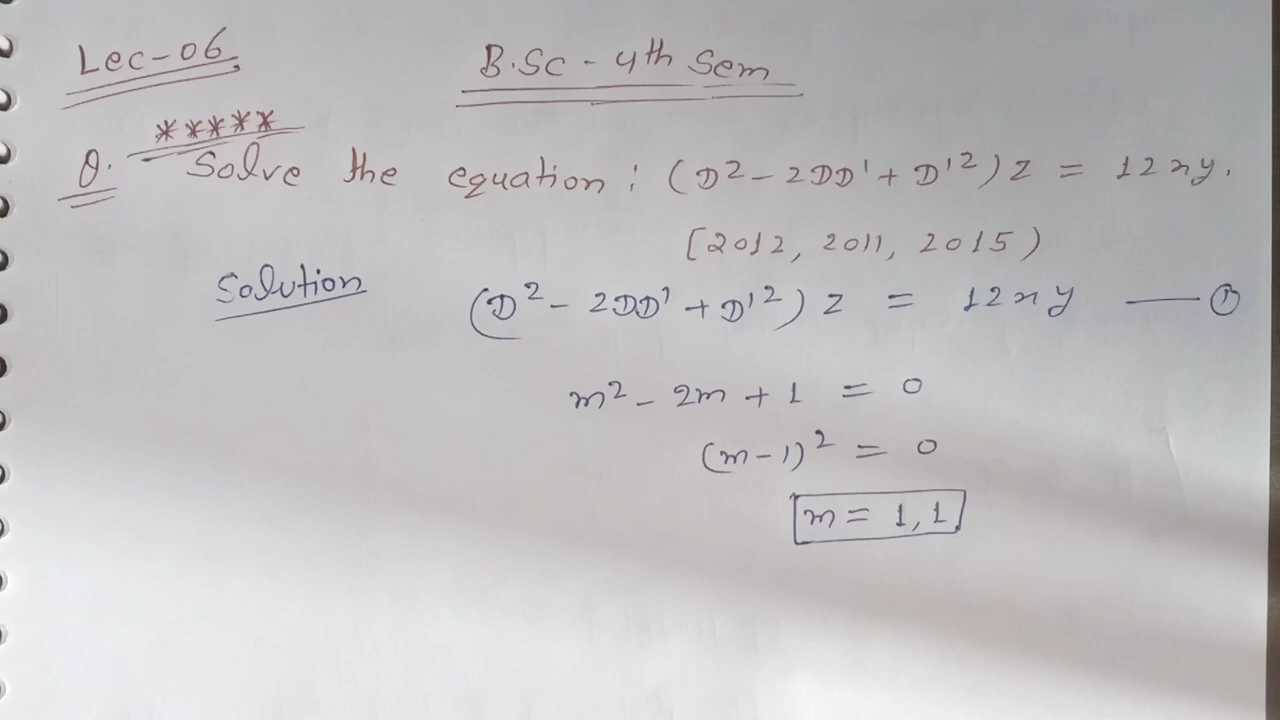 Lec-06
B.Sc - 4th Sem
*****
Q. Solve the equation : (D² - 2DD' + D'²) Z = 12xy.
[2012, 2011, 2015)
Solution (D² - 2DD' + D'²) Z = 12xy — ①
m² - 2m + 1 = 0
(m-1)² = 0
m = 1, 1